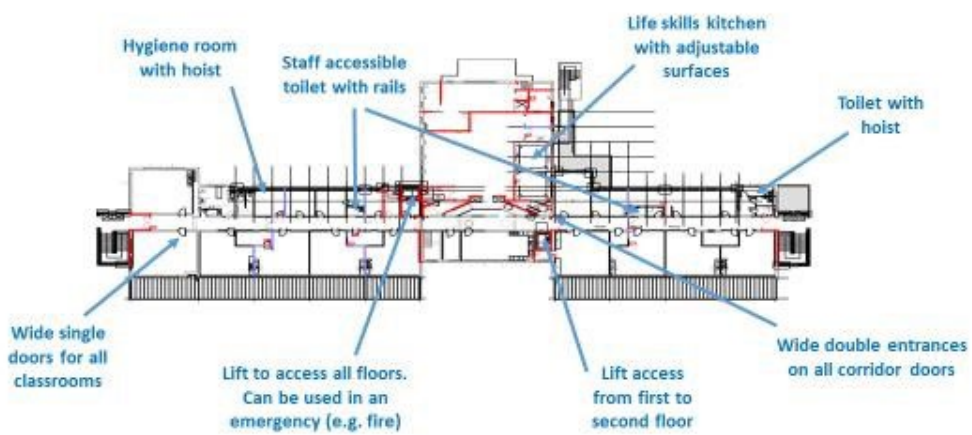 Life skills kitchen
with adjustable
surfaces
Hygiene room
with hoist
Staff accessible
toilet with rails
Toilet with
hoist
Wide single
doors for all
classrooms
Lift to access all floors.
Can be used in an
emergency (e.g. fire)
Lift access
from first to
second floor
Wide double entrances
on all corridor doors